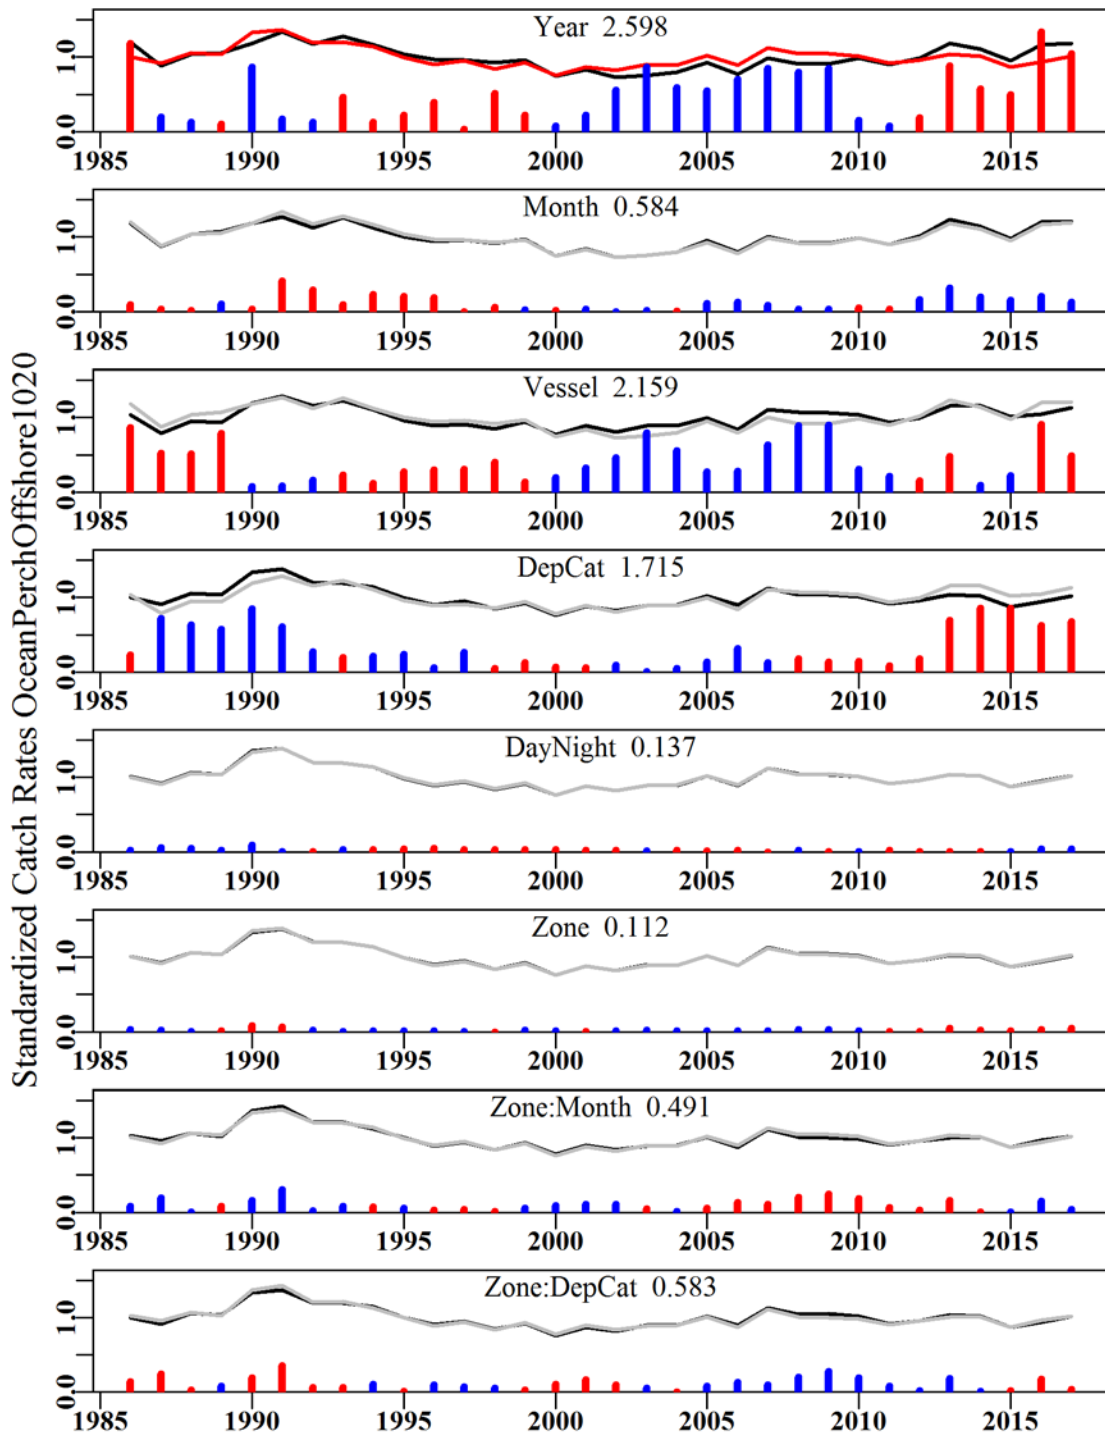 Standardized Catch Rates OceanPerchOffshore1020
Year 2.598
0.0 1.0
1985 1990 1995 2000 2005 2010 2015
Month 0.584
0.0 1.0
1985 1990 1995 2000 2005 2010 2015
Vessel 2.159
0.0 1.0
1985 1990 1995 2000 2005 2010 2015
DepCat 1.715
0.0 1.0
1985 1990 1995 2000 2005 2010 2015
DayNight 0.137
0.0 1.0
1985 1990 1995 2000 2005 2010 2015
Zone 0.112
0.0 1.0
1985 1990 1995 2000 2005 2010 2015
Zone:Month 0.491
0.0 1.0
1985 1990 1995 2000 2005 2010 2015
Zone:DepCat 0.583
0.0 1.0
1985 1990 1995 2000 2005 2010 2015